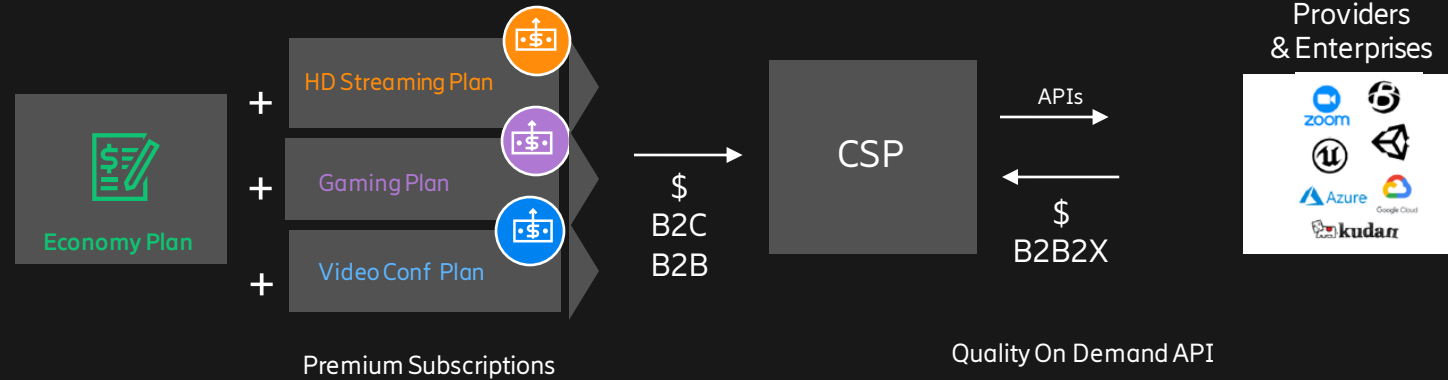 Economy Plan
+
HD Streaming Plan
+
Gaming Plan
+
Video Conf Plan
Premium Subscriptions
$
B2C
B2B
CSP
APIs
$
B2B2X
Quality On Demand API
Providers
& Enterprises
zoom
Azure
Google Cloud
kudan